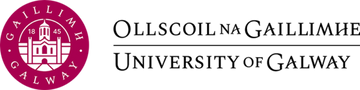 GAILLIMH
18 45
GALWAY
OLLSCOIL NA GAILLIMHE
UNIVERSITY OF GALWAY